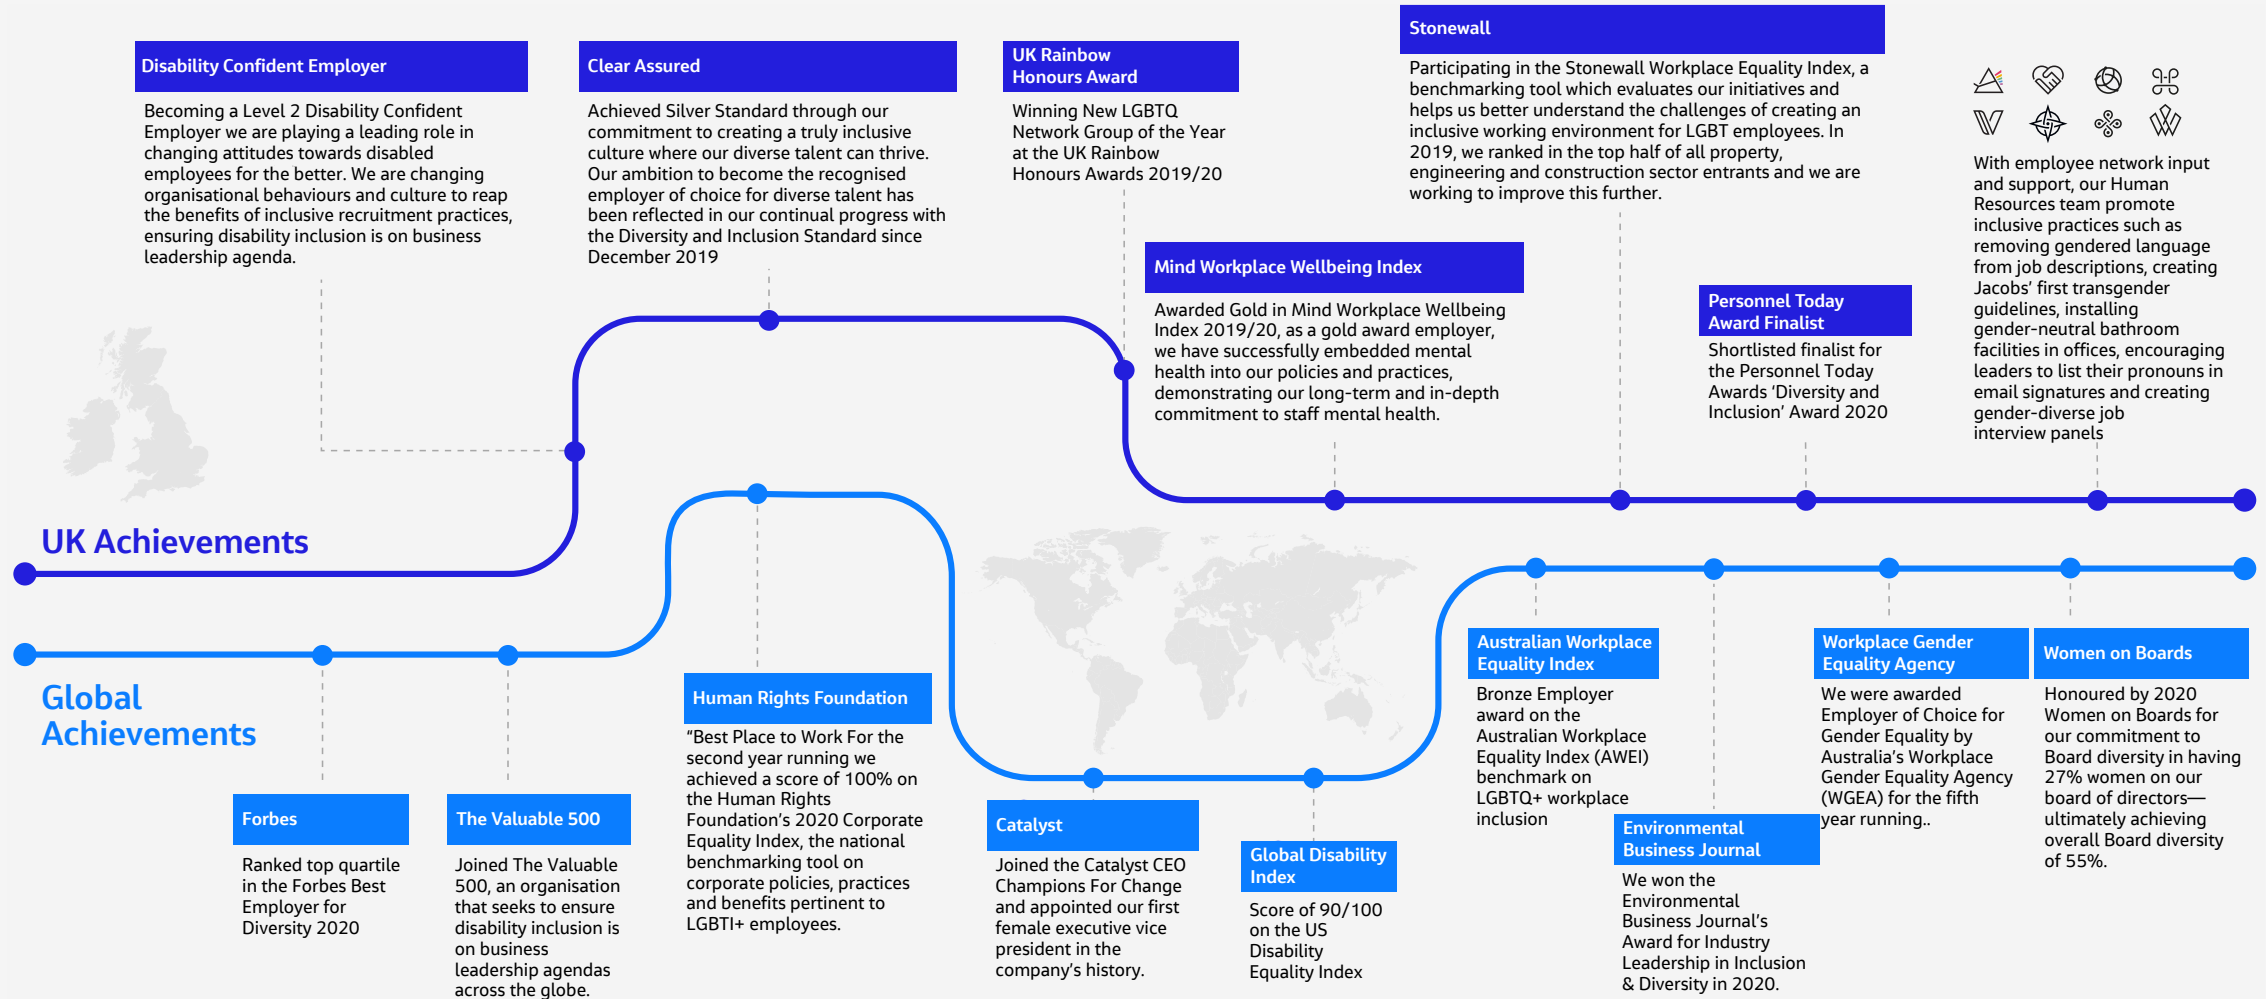 Disability Confident Employer
Becoming a Level 2 Disability Confident
Employer we are playing a leading role in
changing attitudes towards disabled
employees for the better. We are changing
organisational behaviours and culture to reap
the benefits of inclusive recruitment practices,
ensuring disability inclusion is on business
leadership agenda.
Clear Assured
Achieved Silver Standard through our
commitment to creating a truly inclusive
culture where our diverse talent can thrive.
Our ambition to become the recognised
employer of choice for diverse talent has
been reflected in our continual progress with
the Diversity and Inclusion Standard since
December 2019
UK Rainbow
Honours Award
Winning New LGBTQ
Network Group of the Year
at the UK Rainbow
Honours Awards 2019/20
Mind Workplace Wellbeing Index
Awarded Gold in Mind Workplace Wellbeing
Index 2019/20, as a gold award employer,
we have successfully embedded mental
health into our policies and practices,
demonstrating our long-term and in-depth
commitment to staff mental health.
Stonewall
Participating in the Stonewall Workplace Equality Index, a
benchmarking tool which evaluates our initiatives and
helps us better understand the challenges of creating an
inclusive working environment for LGBT employees. In
2019, we ranked in the top half of all property,
engineering and construction sector entrants and we are
working to improve this further.
Personnel Today
Award Finalist
Shortlisted finalist for
the Personnel Today
Awards ‘Diversity and
Inclusion’ Award 2020
With employee network input
and support, our Human
Resources team promote
inclusive practices such as
removing gendered language
from job descriptions, creating
Jacobs’ first transgender
guidelines, installing
gender-neutral bathroom
facilities in offices, encouraging
leaders to list their pronouns in
email signatures and creating
gender-diverse job
interview panels
UK Achievements
Global
Achievements
Forbes
Ranked top quartile
in the Forbes Best
Employer for
Diversity 2020
The Valuable 500
Joined The Valuable
500, an organisation
that seeks to ensure
disability inclusion is
on business
leadership agendas
across the globe.
Human Rights Foundation
“Best Place to Work For the
second year running we
achieved a score of 100% on
the Human Rights
Foundation’s 2020 Corporate
Equality Index, the national
benchmarking tool on
corporate policies, practices
and benefits pertinent to
LGBTI+ employees.
Catalyst
Joined the Catalyst CEO
Champions For Change
and appointed our first
female executive vice
president in the
company’s history.
Global Disability
Index
Score of 90/100
on the US
Disability
Equality Index
Australian Workplace
Equality Index
Bronze Employer
award on the
Australian Workplace
Equality Index (AWEI)
benchmark on
LGBTQ+ workplace
inclusion
Environmental
Business Journal
We won the
Environmental
Business Journal’s
Award for Industry
Leadership in Inclusion
& Diversity in 2020.
Workplace Gender
Equality Agency
We were awarded
Employer of Choice for
Gender Equality by
Australia’s Workplace
Gender Equality Agency
(WGEA) for the fifth
year running..
Women on Boards
Honoured by 2020
Women on Boards for
our commitment to
Board diversity in having
27% women on our
board of directors—
ultimately achieving
overall Board diversity
of 55%.